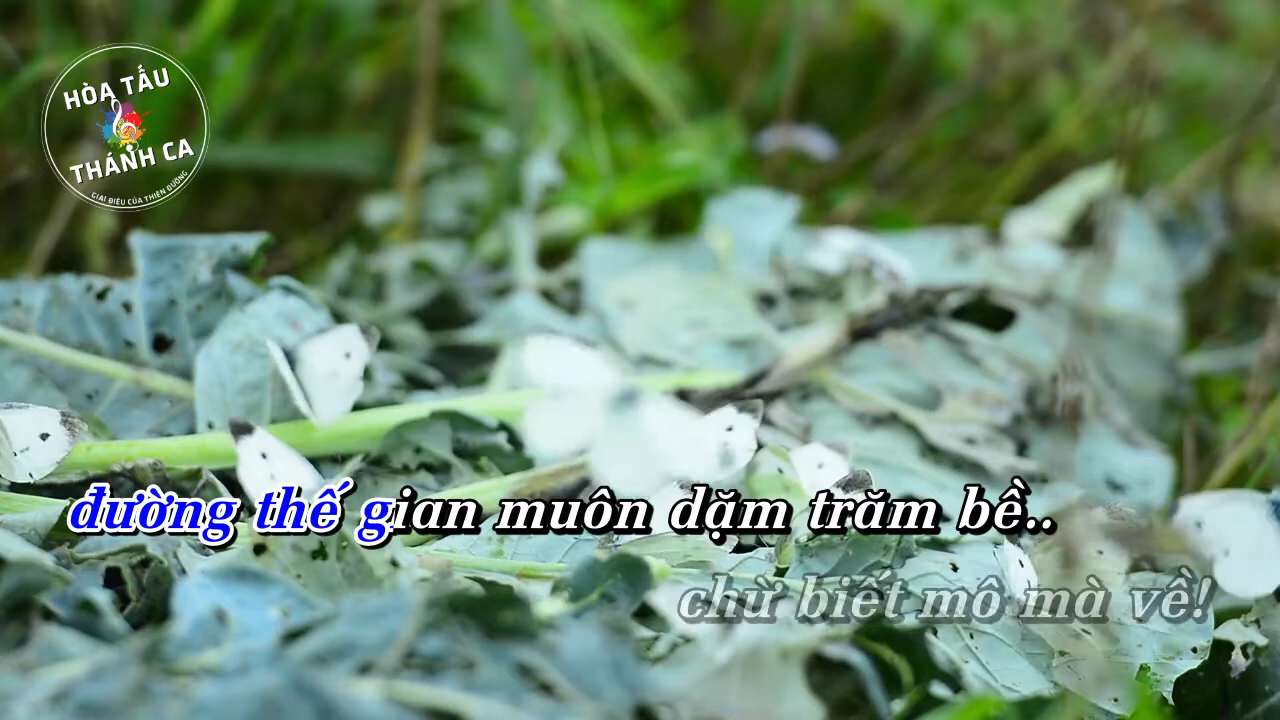 HÒA TẤU
THÁNH CA
GIAI ĐIỆU CỦA THIÊN ĐƯỜNG
đường thế gian muôn dặm trăm bề..
chừ biết mô mà về!